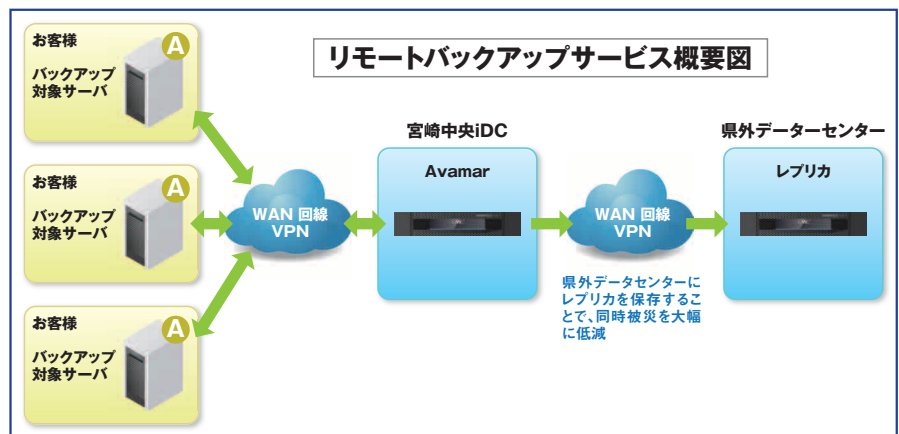 リモートバックアップサービス概要図
お客様
A
バックアップ
対象サーバ
お客様
A
バックアップ
対象サーバ
お客様
A
バックアップ
対象サーバ
WAN 回線
VPN
宮崎中央iDC
Avamar
WAN 回線
VPN
県外データセンターに
レプリカを保存するこ
とで、同時被災を大幅
に低減
県外データーセンター
レプリカ